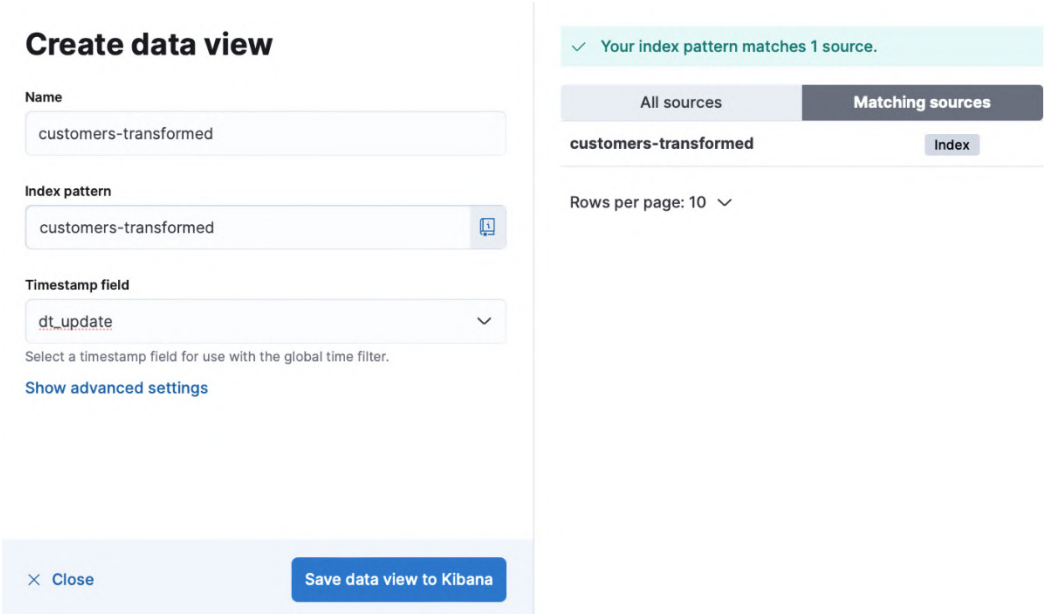 Create data view
Name
customers-transformed
Index pattern
customers-transformed
Timestamp field
dt_update
Select a timestamp field for use with the global time filter.
Show advanced settings
Close
Save data view to Kibana
Your index pattern matches 1 source.
All sources
Matching sources
customers-transformed
Index
Rows per page: 10